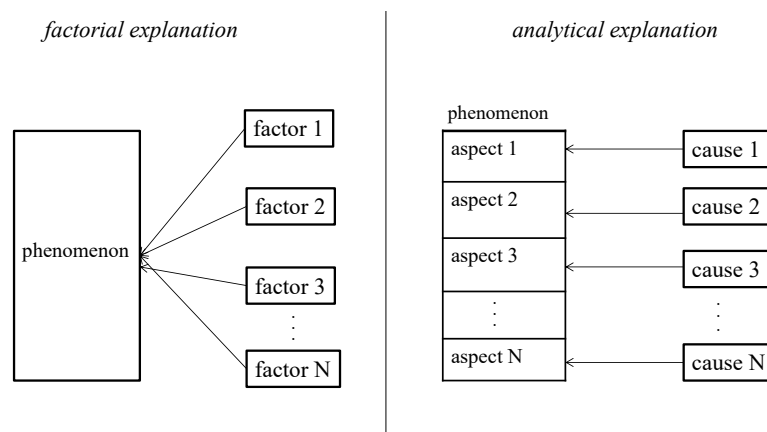 factorial explanation
phenomenon
factor 1
factor 2
factor 3
⋮
factor N
analytical explanation
phenomenon
aspect 1
aspect 2
aspect 3
⋮
aspect N
cause 1
cause 2
cause 3
⋮
cause N